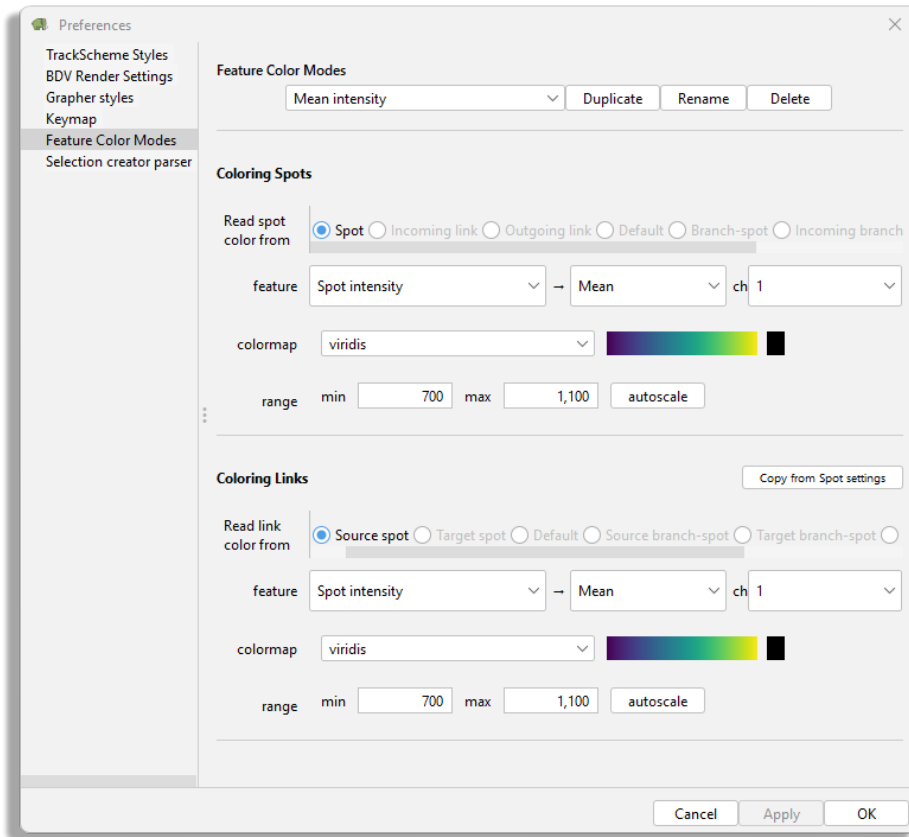 Preferences
TrackScheme Styles
BDV Render Settings
Grapher styles
Keymap
Feature Color Modes
Selection creator parser
Feature Color Modes
Mean intensity Duplicate Rename Delete
Coloring Spots
Read spot
color from
Spot Incoming link Outgoing link Default Branch-spot Incoming branch
feature Spot intensity → Mean ch 1
colormap viridis
range min 700 max 1,100 autoscale
Coloring Links Copy from Spot settings
Read link
color from
Source spot Target spot Default Source branch-spot Target branch-spot
feature Spot intensity → Mean ch 1
colormap viridis
range min 700 max 1,100 autoscale
Cancel Apply OK